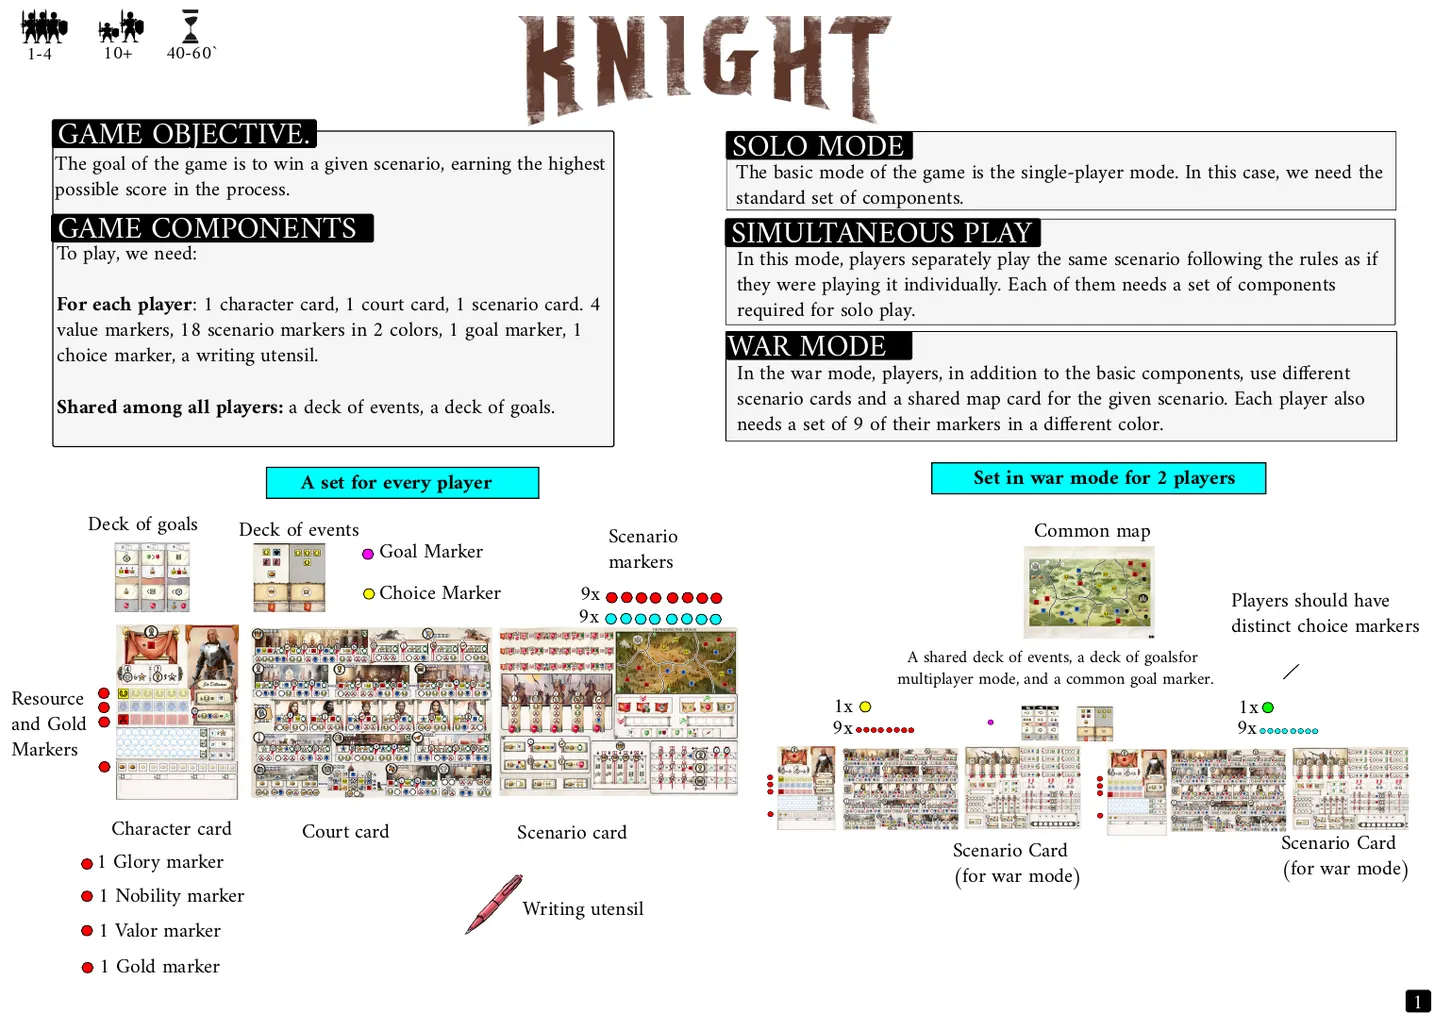 1-4
10+
40-60`
KNIGHT
GAME OBJECTIVE.
The goal of the game is to win a given scenario, earning the highest
possible score in the process.
GAME COMPONENTS
To play, we need:
For each player: 1 character card, 1 court card, 1 scenario card. 4
value markers, 18 scenario markers in 2 colors, 1 goal marker, 1
choice marker, a writing utensil.
Shared among all players: a deck of events, a deck of goals.
SOLO MODE
The basic mode of the game is the single-player mode. In this case, we need the
standard set of components.
SIMULTANEOUS PLAY
In this mode, players separately play the same scenario following the rules as if
they were playing it individually. Each of them needs a set of components
required for solo play.
WAR MODE
In the war mode, players, in addition to the basic components, use different
scenario cards and a shared map card for the given scenario. Each player also
needs a set of 9 of their markers in a different color.
A set for every player
Deck of goals
Deck of events
Goal Marker
Choice Marker
Scenario
markers
9x
9x
Resource
and Gold
Markers
Character card
Court card
Scenario card
1 Glory marker
1 Nobility marker
1 Valor marker
1 Gold marker
Writing utensil
Set in war mode for 2 players
Common map
Players should have
distinct choice markers
A shared deck of events, a deck of goalsfor
multiplayer mode, and a common goal marker.
1x
9x
1x
9x
Scenario Card
(for war mode)
Scenario Card
(for war mode)
1